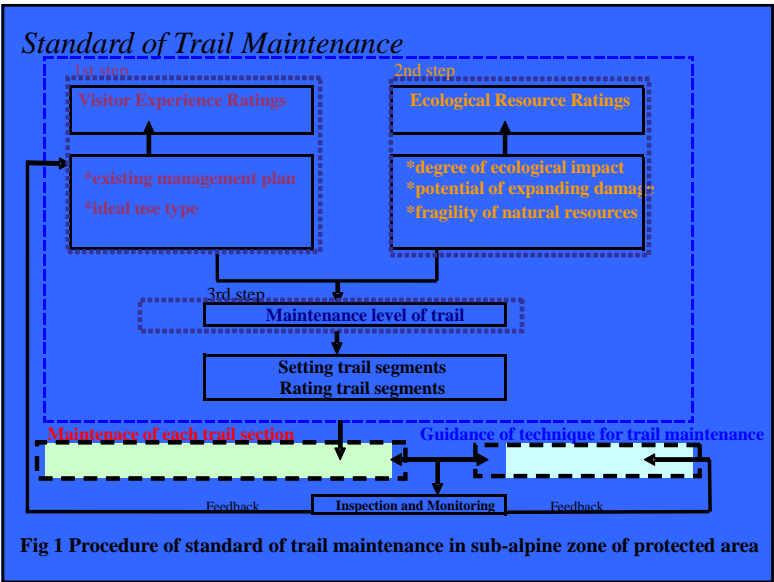 Standard of Trail Maintenance
1st step
2nd step
Visitor Experience Ratings
Ecological Resource Ratings
*existing management plan
*ideal use type
*degree of ecological impact
*potential of expanding damage
*fragility of natural resources
3rd step
Maintenance level of trail
Setting trail segments
Rating trail segments
Maintenace of each trail section
Guidance of technique for trail maintenance
Feedback
Inspection and Monitoring
Feedback
Fig 1 Procedure of standard of trail maintenance in sub-alpine zone of protected area